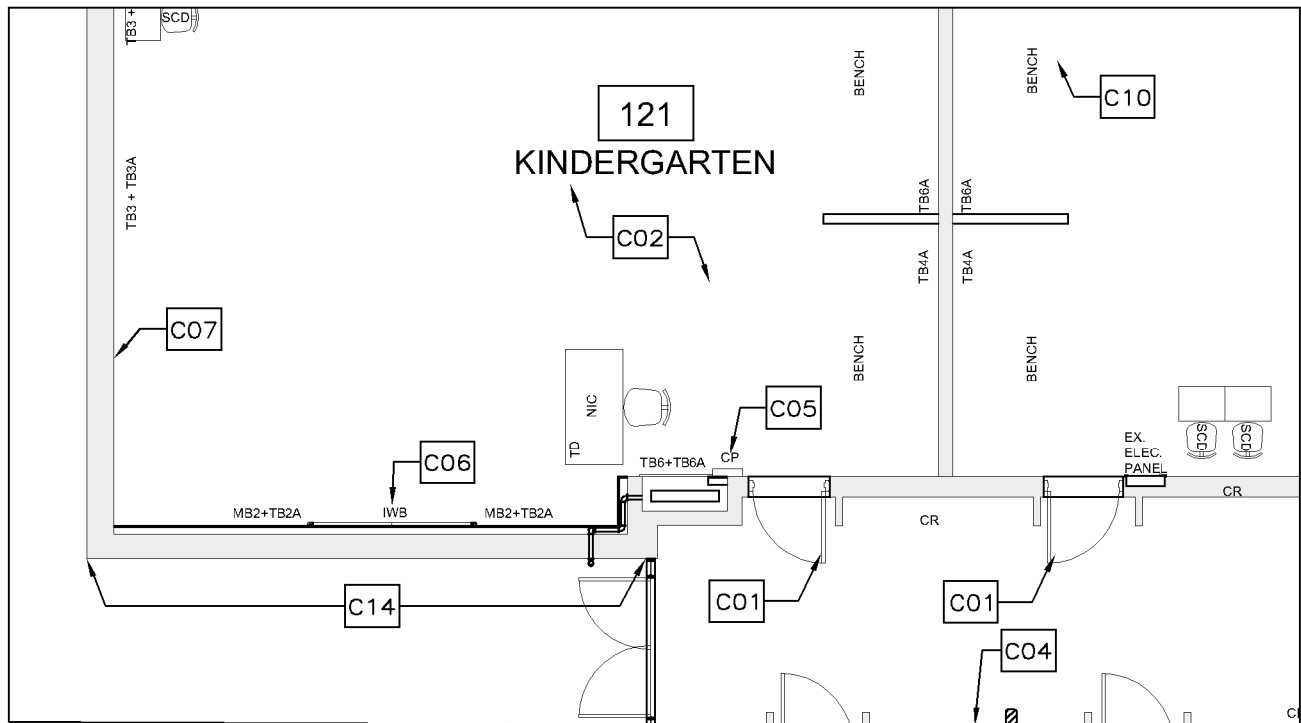 TB3 +
SCD
BENCH
BENCH
C10
121
KINDERGARTEN
TB3 + TB3A
TB6A
TB6A
C02
TB4A
TB4A
C07
BENCH
BENCH
NIC
TD
C05
SCD
SCD
C06
TB6+TB6A
CP
EX.
ELEC.
PANEL
MB2+TB2A
IWB
MB2+TB2A
CR
CR
C14
C01
C01
C04